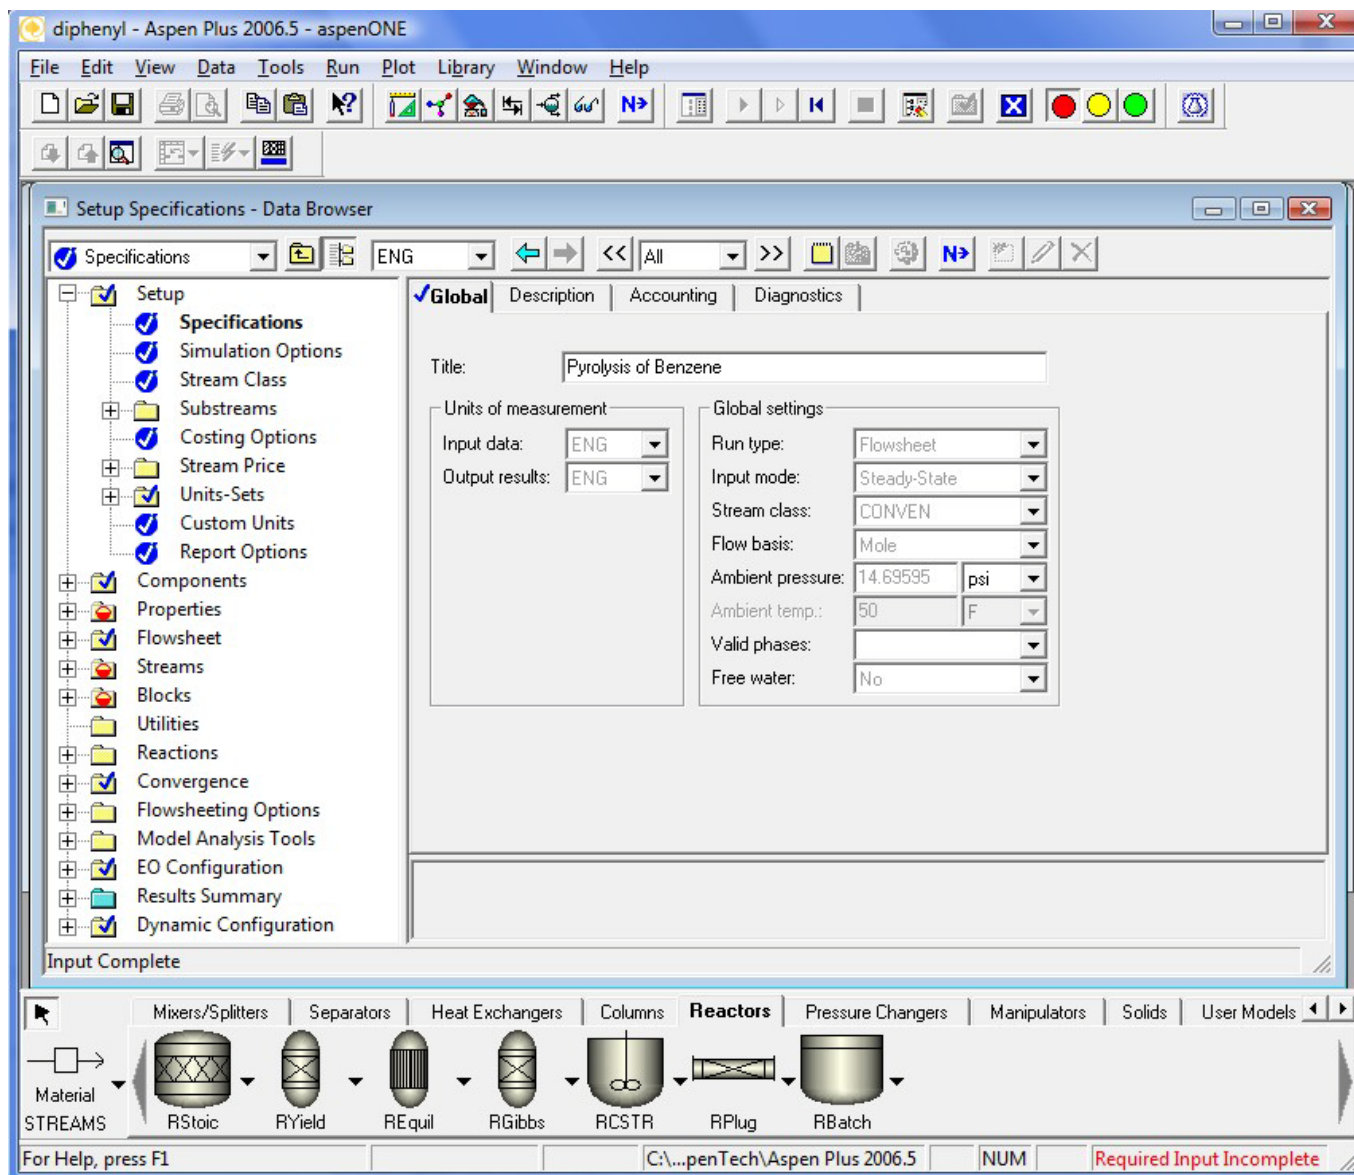 diphenyl - Aspen Plus 2006.5 - aspenONE
File Edit View Data Tools Run Plot Library Window Help
N
Setup Specifications - Data Browser
Specifications ENG << All >> N
Setup
Specifications
Simulation Options
Stream Class
Substreams
Costing Options
Stream Price
Units-Sets
Custom Units
Report Options
Components
Properties
Flowsheet
Streams
Blocks
Utilities
Reactions
Convergence
Flowsheeting Options
Model Analysis Tools
EO Configuration
Results Summary
Dynamic Configuration
Global Description Accounting Diagnostics
Title: Pyrolysis of Benzene
Units of measurement
Input data: ENG
Output results: ENG
Global settings
Run type: Flowsheet
Input mode: Steady-State
Stream class: CONVEN
Flow basis: Mole
Ambient pressure: 14.69595 psi
Ambient temp.: 50 F
Valid phases:
Free water: No
Input Complete
Mixers/Splitters Separators Heat Exchangers Columns Reactors Pressure Changers Manipulators Solids User Models
Material
STREAMS RStoic RYield REquil RGibbs RCSTR RPlug RBatch
For Help, press F1 C:\...penTech\Aspen Plus 2006.5 NUM Required Input Incomplete